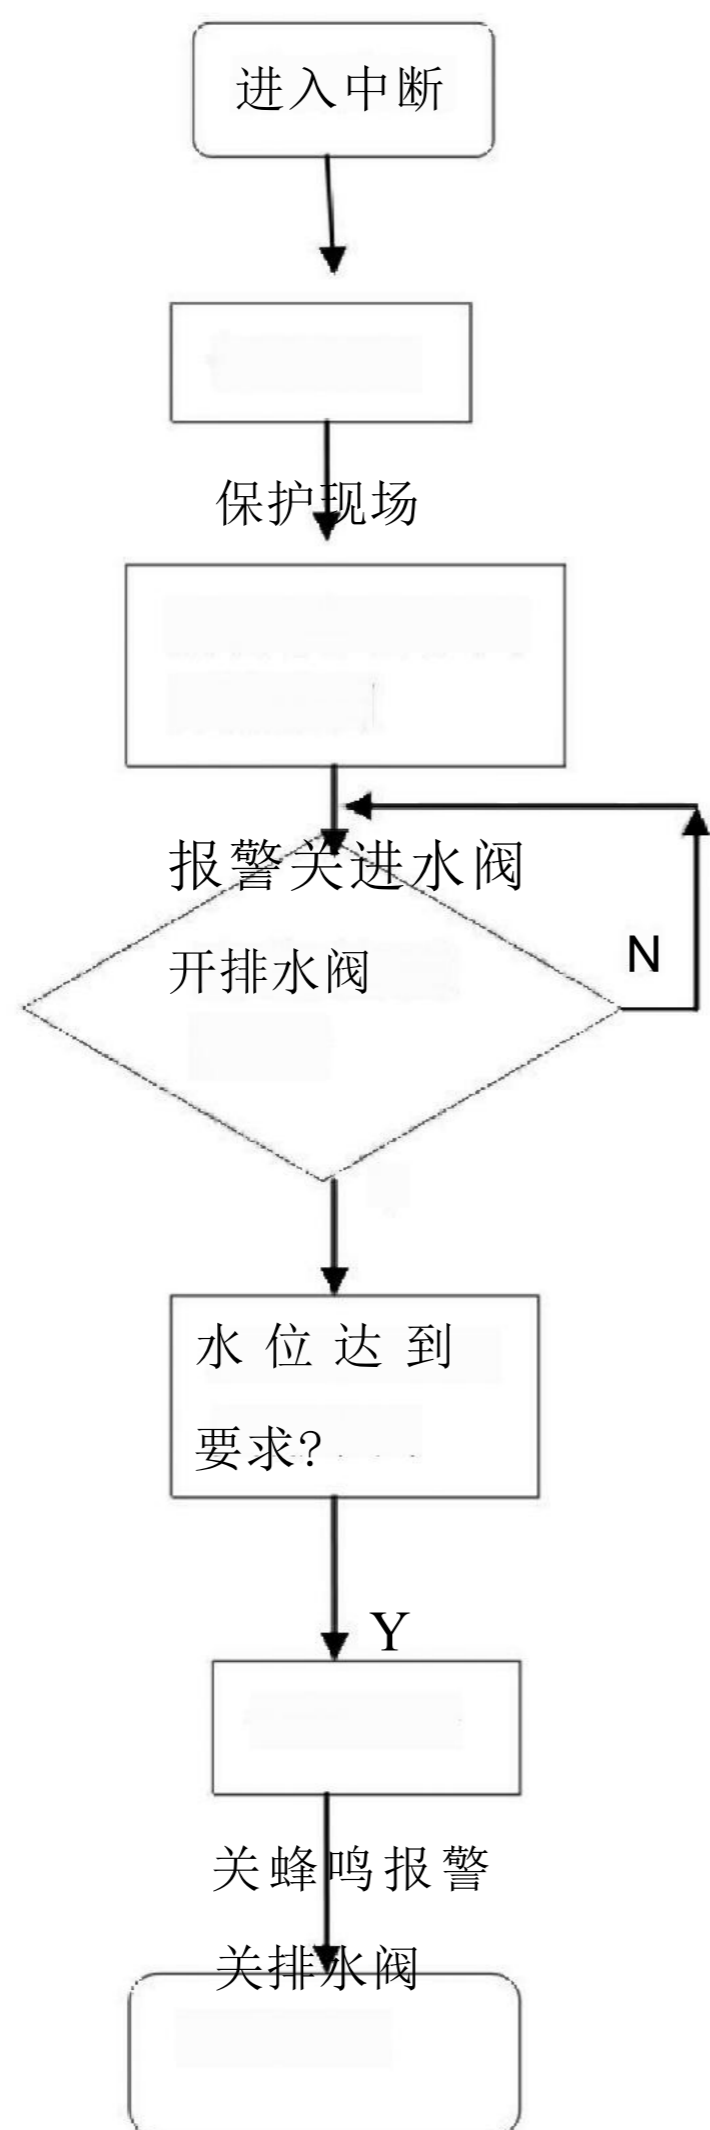 进入中断
保护现场
报警关进水阀
开排水阀
N
水位达到
要求?
Y
关蜂鸣报警
关排水阀